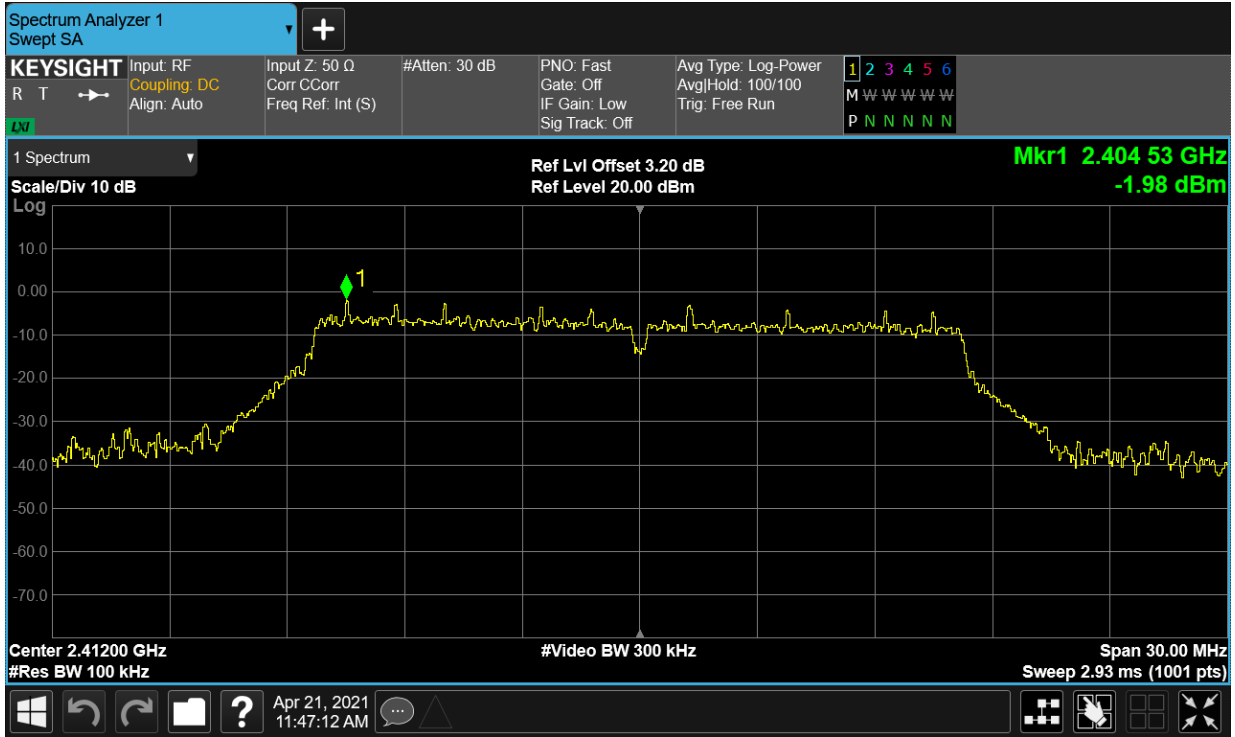 Spectrum Analyzer 1
Swept SA
▼
+
KEYSIGHT
R T
LXI
Input: RF
Coupling: DC
Align: Auto
Input Z: 50 Ω
Corr CCorr
Freq Ref: Int (S)
#Atten: 30 dB
PNO: Fast
Gate: Off
IF Gain: Low
Sig Track: Off
Avg Type: Log-Power
Avg|Hold: 100/100
Trig: Free Run
1 2 3 4 5 6
M W W W W W
P N N N N N
1 Spectrum ▼
Scale/Div 10 dB
Ref Lvl Offset 3.20 dB
Ref Level 20.00 dBm
Mkr1 2.404 53 GHz
-1.98 dBm
Log
10.0
0.00
-10.0
-20.0
-30.0
-40.0
-50.0
-60.0
-70.0
1
Center 2.41200 GHz
#Res BW 100 kHz
#Video BW 300 kHz
Span 30.00 MHz
Sweep 2.93 ms (1001 pts)
?
Apr 21, 2021
11:47:12 AM